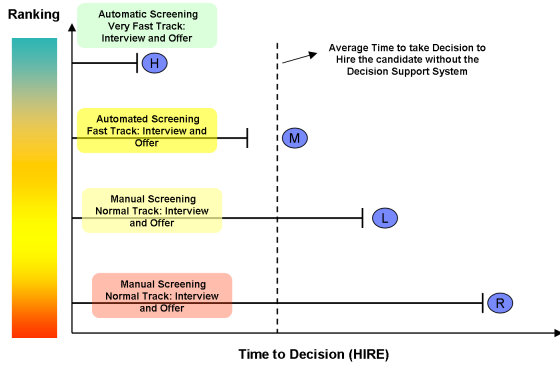 Ranking
Automatic Screening
Very Fast Track:
Interview and Offer
H
Average Time to take Decision to
Hire the candidate without the
Decision Support System
Automated Screening
Fast Track: Interview and
Offer
M
Manual Screening
Normal Track: Interview
and Offer
L
Manual Screening
Normal Track: Interview
and Offer
R
Time to Decision (HIRE)